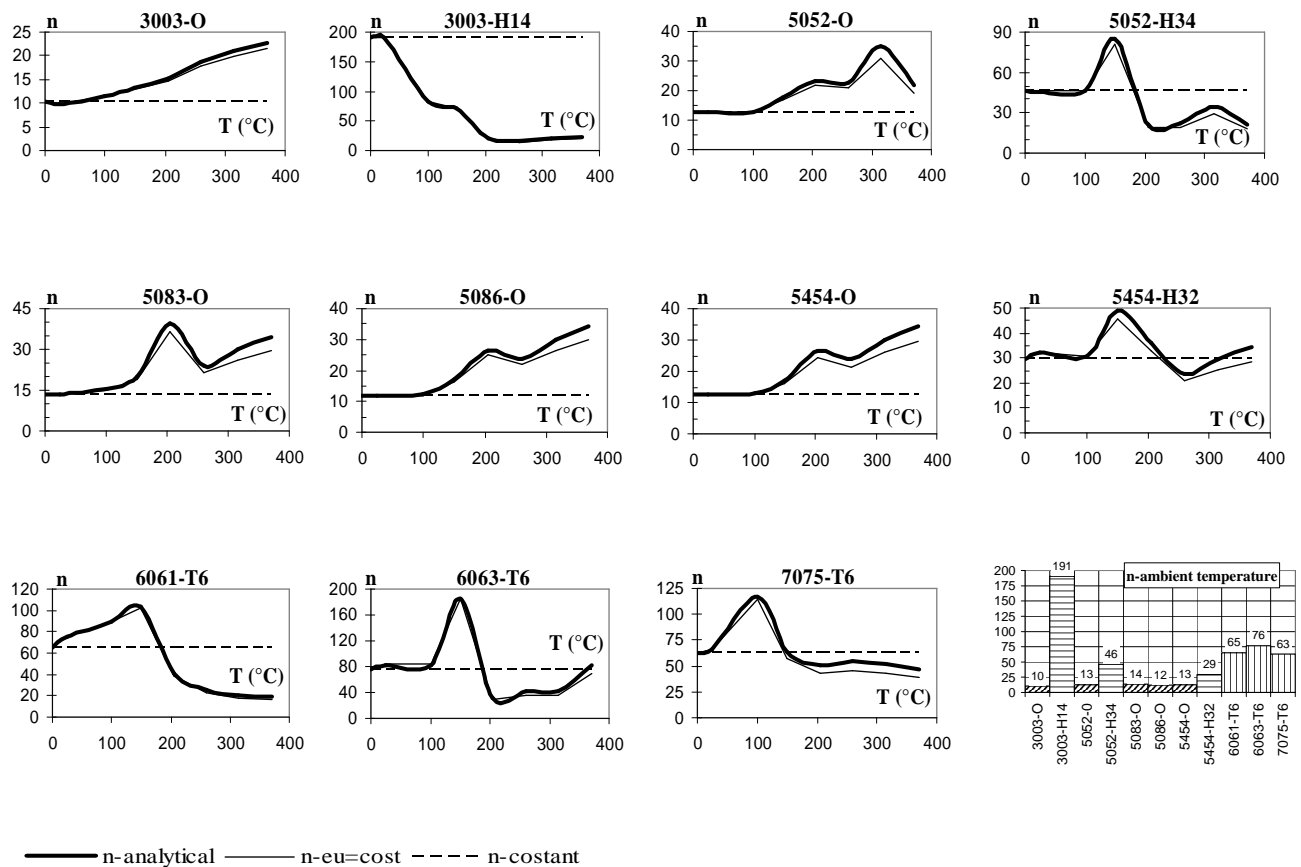 n 3003-O
25
20
15
10
5
0
T (°C)
0 100 200 300 400
n 3003-H14
200
150
100
50
0
T (°C)
0 100 200 300 400
n 5052-O
40
30
20
10
0
T (°C)
0 100 200 300 400
n 5052-H34
90
60
30
0
T (°C)
0 100 200 300 400
n 5083-O
45
30
15
0
T (°C)
0 100 200 300 400
n 5086-O
40
30
20
10
0
T (°C)
0 100 200 300 400
n 5454-O
40
30
20
10
0
T (°C)
0 100 200 300 400
n 5454-H32
50
40
30
20
10
0
T (°C)
0 100 200 300 400
n 6061-T6
120
100
80
60
40
20
0
T (°C)
0 100 200 300 400
n 6063-T6
200
160
120
80
40
0
T (°C)
0 100 200 300 400
n 7075-T6
125
100
75
50
25
0
T (°C)
0 100 200 300 400
n-ambient temperature
200
175
150
125
100
75
50
25
0
10 191 13 46 14 12 13 29 65 76 63
3003-O
3003-H14
5052-0
5052-H34
5083-O
5086-O
5454-O
5454-H32
6061-T6
6063-T6
7075-T6
n-analytical n-eu=cost n-costant